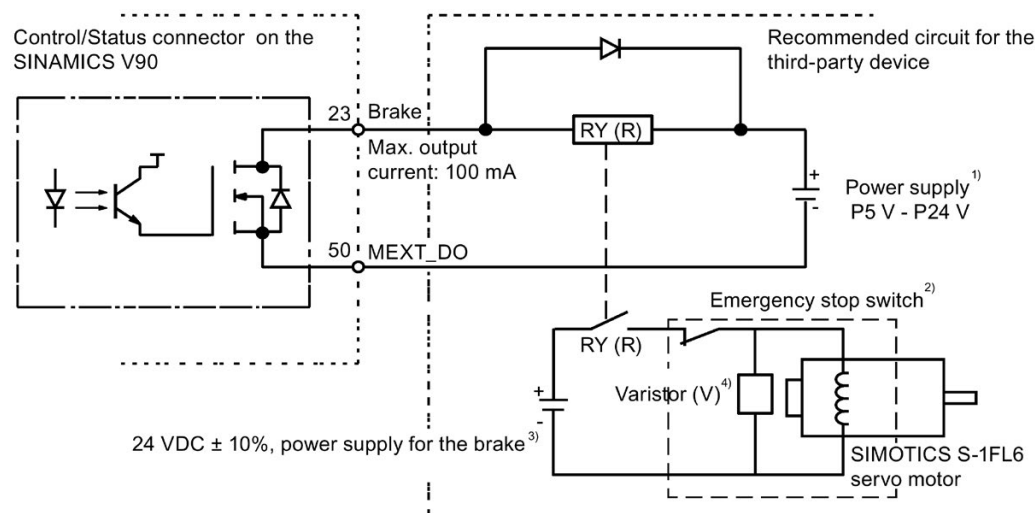 Control/Status connector on the
SINAMICS V90
Recommended circuit for the
third-party device
23
Brake
RY (R)
Max. output
current: 100 mA
+
-
Power supply 1)
P5 V - P24 V
50
MEXT_DO
Emergency stop switch 2)
RY (R)
+
-
Varistor (V) 4)
24 VDC ± 10%, power supply for the brake 3)
SIMOTICS S-1FL6
servo motor